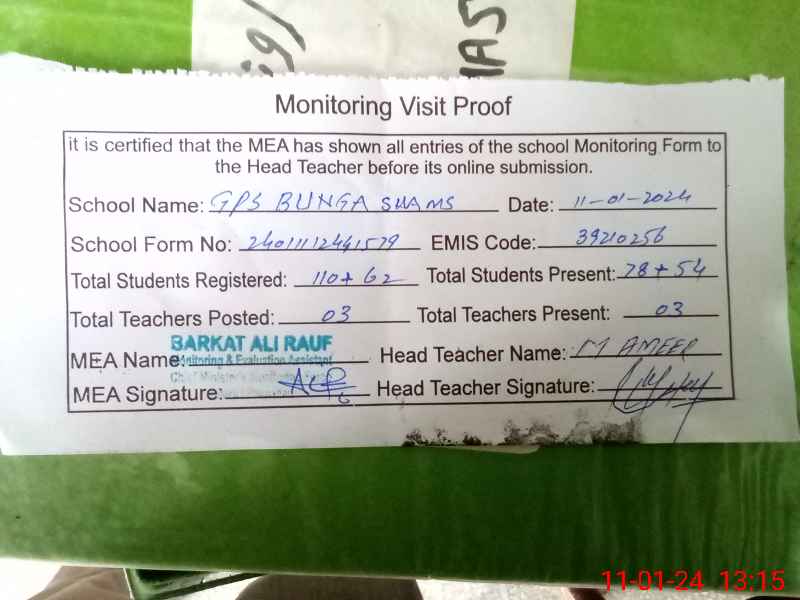 Monitoring Visit Proof
it is certified that the MEA has shown all entries of the school Monitoring Form to
the Head Teacher before its online submission.
School Name: GPS BUNGA SHAMS Date: 11-01-2024
School Form No: 2401112441579 EMIS Code: 39210256
Total Students Registered: 110+62 Total Students Present: 78+54
Total Teachers Posted: 03 Total Teachers Present: 03
BARKAT ALI RAUF
MEA Name: Monitoring & Evaluation Assistant Head Teacher Name: M AMEER
MEA Signature: Head Teacher Signature:
11-01-24 13:15